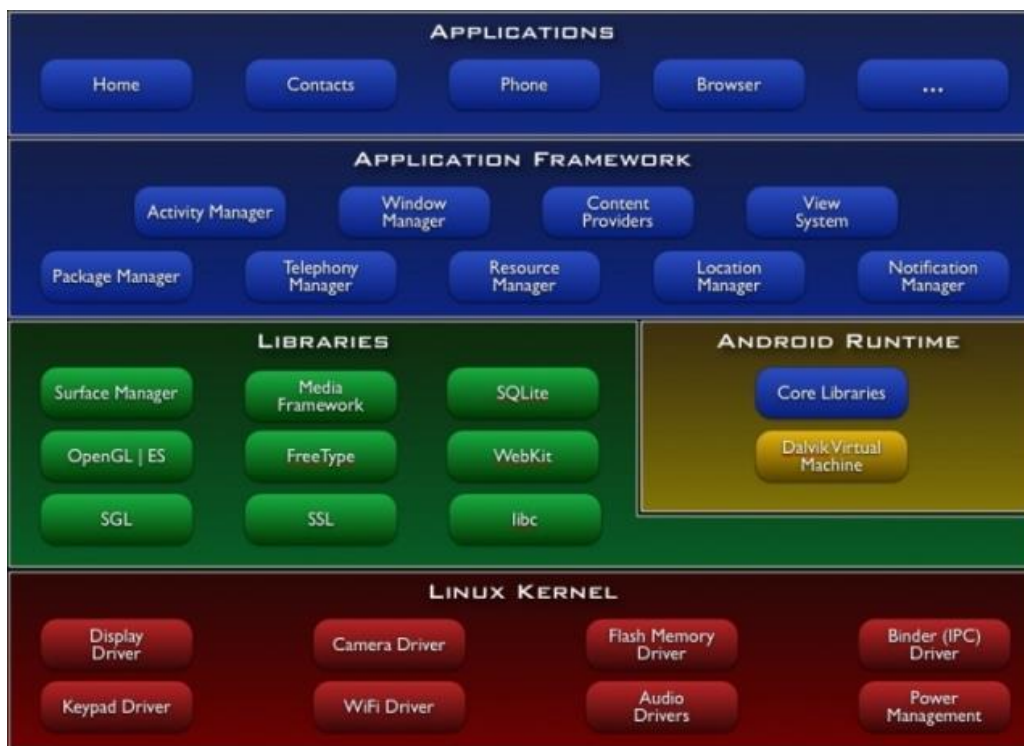 APPLICATIONS
Home
Contacts
Phone
Browser
...
APPLICATION FRAMEWORK
Activity Manager
Window
Manager
Content
Providers
View
System
Package Manager
Telephony
Manager
Resource
Manager
Location
Manager
Notification
Manager
LIBRARIES
Surface Manager
Media
Framework
SQLite
OpenGL | ES
FreeType
WebKit
SGL
SSL
libc
ANDROID RUNTIME
Core Libraries
Dalvik Virtual
Machine
LINUX KERNEL
Display
Driver
Camera Driver
Flash Memory
Driver
Binder (IPC)
Driver
Keypad Driver
WiFi Driver
Audio
Drivers
Power
Management